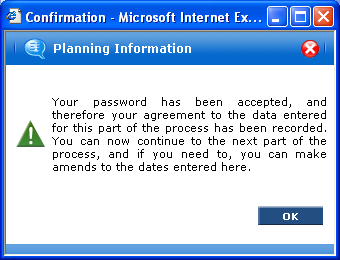 Confirmation - Microsoft Internet Ex...
Planning Information
Your password has been accepted, and
therefore your agreement to the data entered
for this part of the process has been recorded.
You can now continue to the next part of the
process, and if you need to, you can make
amends to the dates entered here.
OK